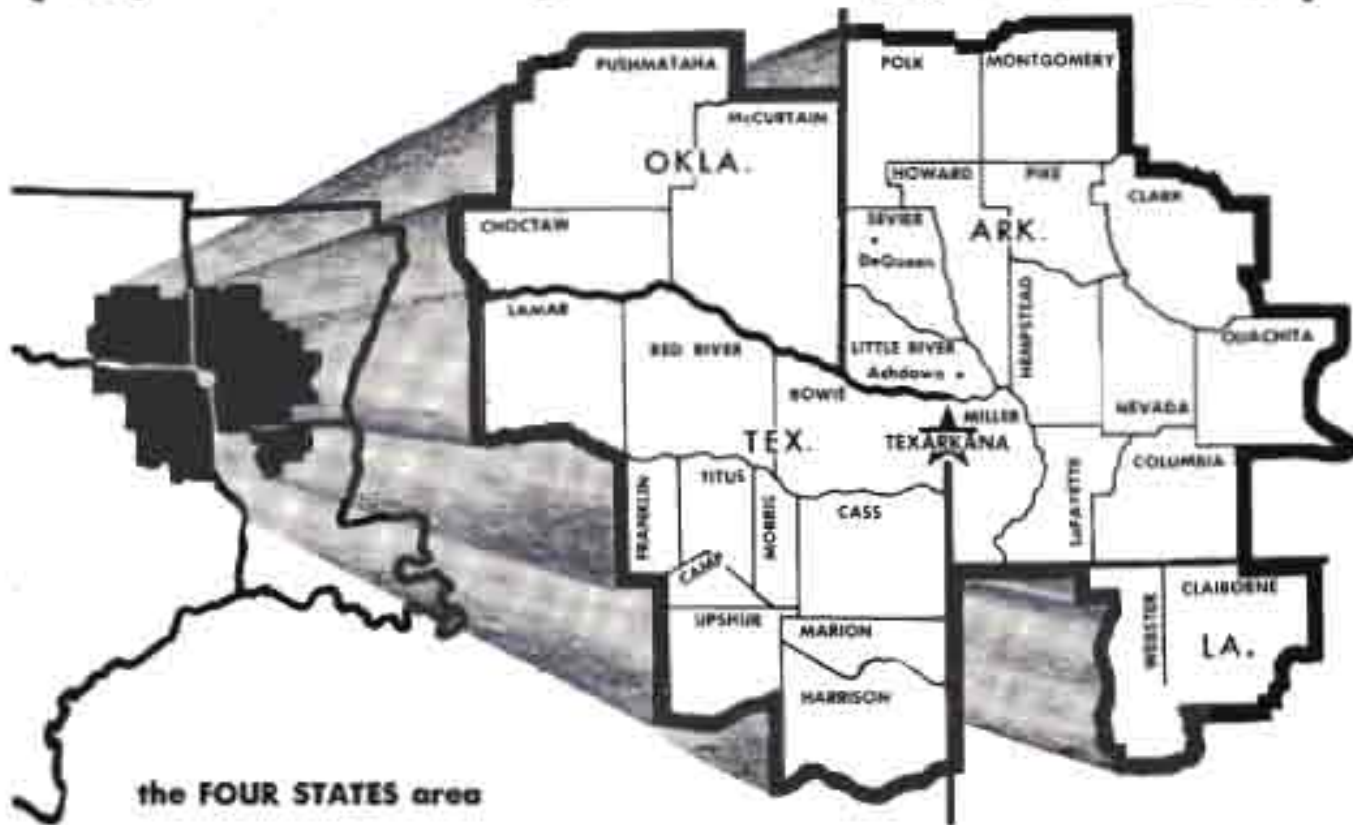 PUSHMATAHA
POLK
MONTGOMERY
McCURTAIN
OKLA.
HOWARD
PIKE
CLARK
CHOCTAW
SEVIER
ARK.
DeQueen
LAMAR
HEMPSTEAD
RED RIVER
LITTLE RIVER
OUACHITA
Ashdown
BOWIE
MILLER
NEVADA
TEX.
TEXARKANA
COLUMBIA
FRANKLIN
TITUS
MORRIS
CASS
LaFAYETTE
CAMP
UPSHUR
MARION
WEBSTER
CLAIBORNE
LA.
HARRISON
the FOUR STATES area